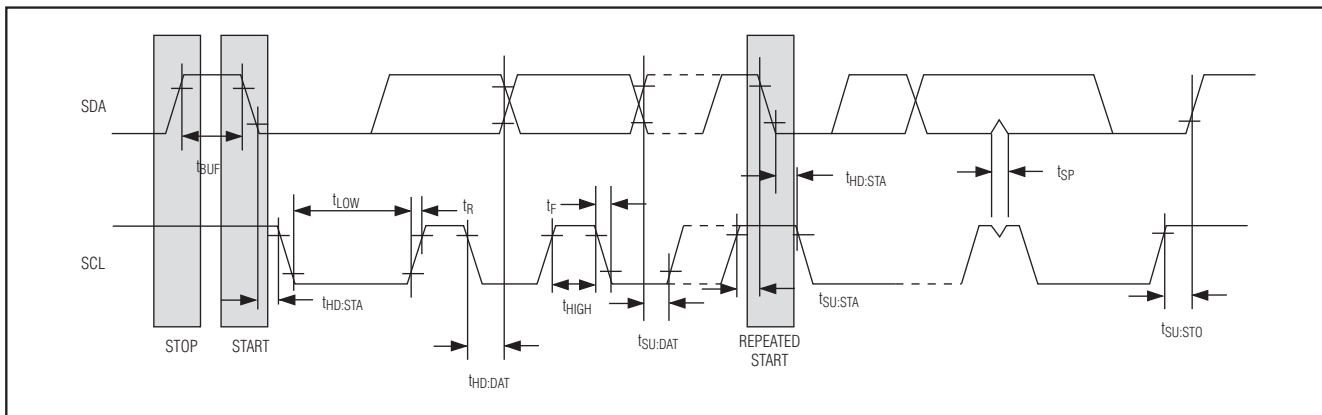 SDA
tBUF
tHD:STA
tSP
tLOW
tR
tF
SCL
tHD:STA
tHIGH
tSU:STA
tSU:DAT
tSU:STO
STOP
START
REPEATED
START
tHD:DAT